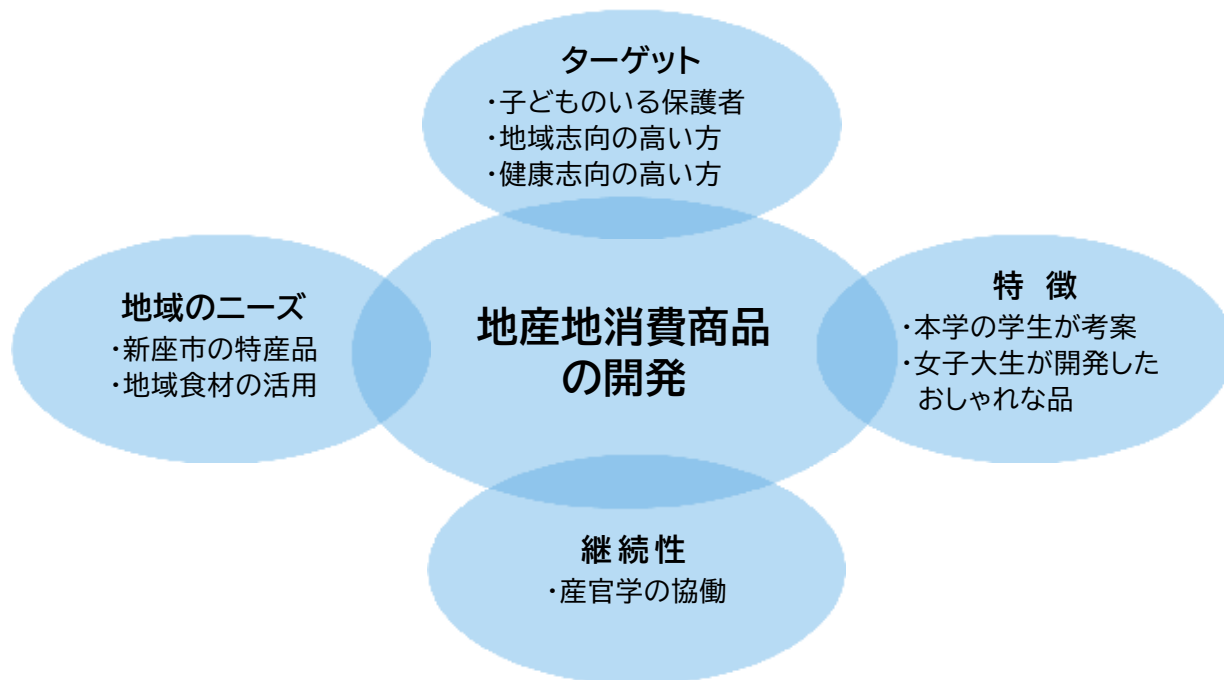 ターゲット
・子どものいる保護者
・地域志向の高い方
・健康志向の高い方
地域のニーズ
・新座市の特産品
・地域食材の活用
地産地消費商品
の開発
特 徴
・本学の学生が考案
・女子大生が開発した
おしゃれな品
継続性
・産官学の協働